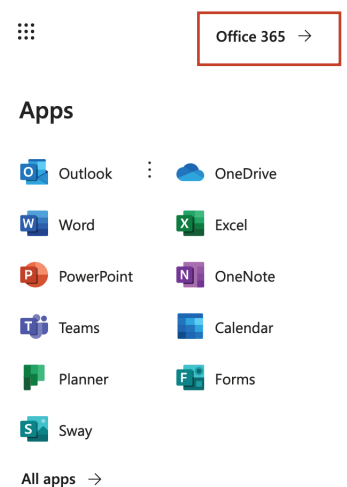 Office 365 →
Apps
Outlook
OneDrive
Word
Excel
PowerPoint
OneNote
Teams
Calendar
Planner
Forms
Sway
All apps →